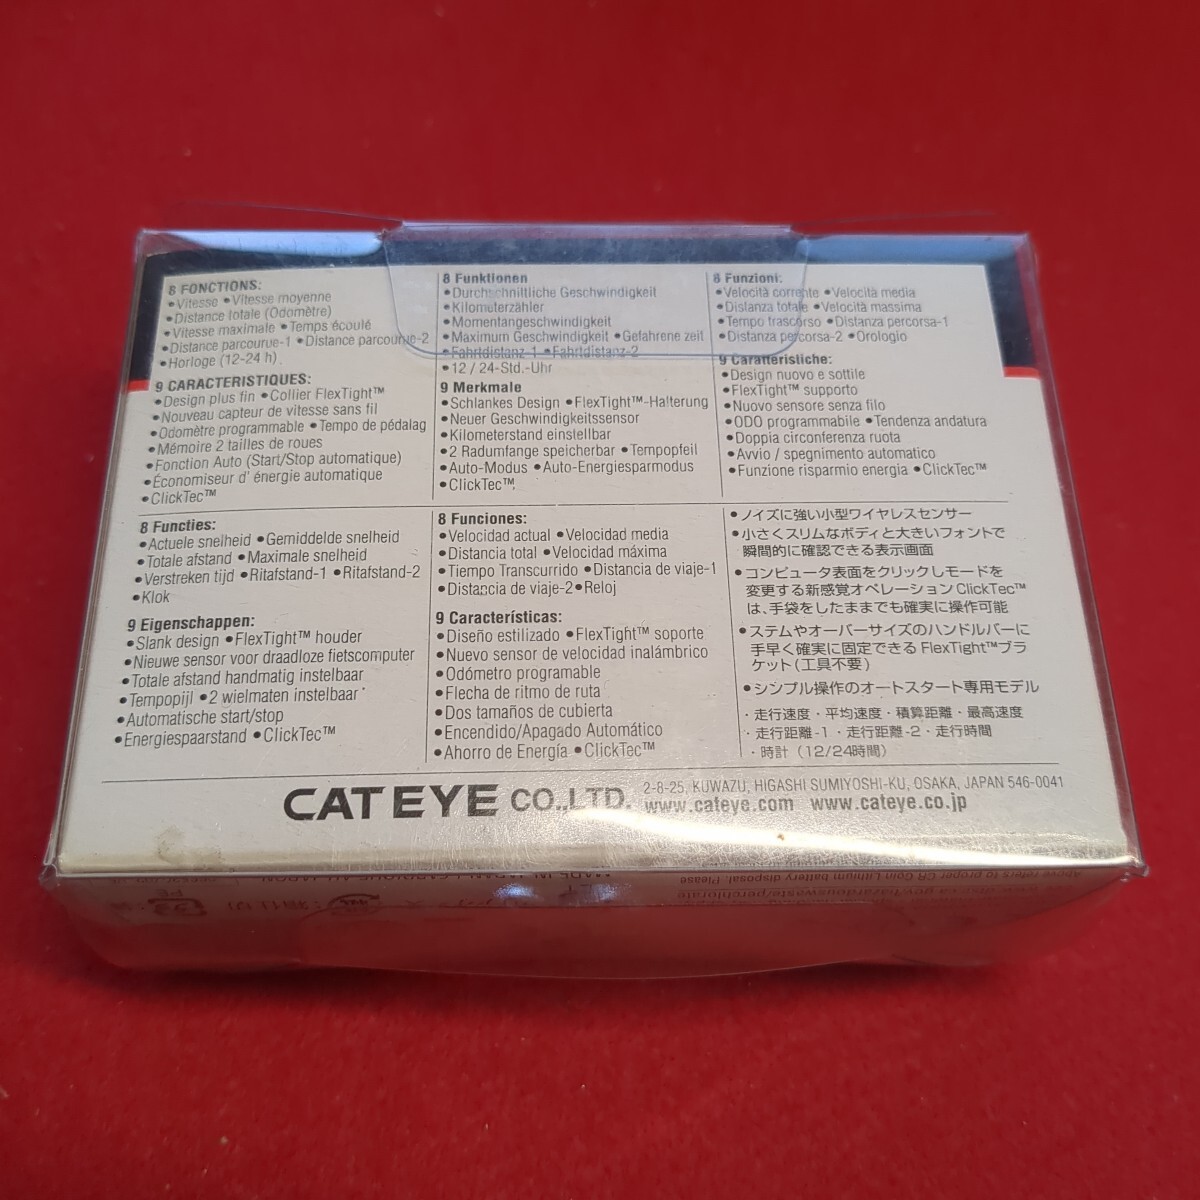 8 FONCTIONS:
•Vitesse •Vitesse moyenne
•Distance totale (Odomètre)
•Vitesse maximale •Temps écoulé
•Distance parcourue-1 •Distance parcourue-2
•Horloge (12-24 h)
9 CARACTERISTIQUES:
•Design plus fin •Collier FlexTight™
•Nouveau capteur de vitesse sans fil
•Odomètre programmable •Tempo de pédalag
•Mémoire 2 tailles de roues
•Fonction Auto (Start/Stop automatique)
•Économiseur d' énergie automatique
•ClickTec™
8 Funktionen
•Durchschnittliche Geschwindigkeit
•Kilometerzähler
•Momentangeschwindigkeit
•Maximum Geschwindigkeit •Gefahrene zeit
•Fahrtdistanz-1 •Fahrtdistanz-2
•12 / 24-Std.-Uhr
9 Merkmale
•Schlankes Design •FlexTight™-Halterung
•Neuer Geschwindigkeitssensor
•Kilometerstand einstellbar
•2 Radumfange speicherbar •Tempopfeil
•Auto-Modus •Auto-Energiesparmodus
•ClickTec™
8 Funzioni:
•Velocità corrente •Velocità media
•Distanza totale •Velocità massima
•Tempo trascorso •Distanza percorsa-1
•Distanza percorsa-2 •Orologio
9 Caratteristiche:
•Design nuovo e sottile
•FlexTight™ supporto
•Nuovo sensore senza filo
•ODO programmabile •Tendenza andatura
•Doppia circonferenza ruota
•Avvio / spegnimento automatico
•Funzione risparmio energia •ClickTec™
8 Functies:
•Actuele snelheid •Gemiddelde snelheid
•Totale afstand •Maximale snelheid
•Verstreken tijd •Ritafstand-1 •Ritafstand-2
•Klok
9 Eigenschappen:
•Slank design •FlexTight™ houder
•Nieuwe sensor voor draadloze fietscomputer
•Totale afstand handmatig instelbaar
•Tempopijl •2 wielmaten instelbaar
•Automatische start/stop
•Energiespaarstand •ClickTec™
8 Funciones:
•Velocidad actual •Velocidad media
•Distancia total •Velocidad máxima
•Tiempo Transcurrido •Distancia de viaje-1
•Distancia de viaje-2•Reloj
9 Características:
•Diseño estilizado •FlexTight™ soporte
•Nuevo sensor de velocidad inalámbrico
•Odómetro programable
•Flecha de ritmo de ruta
•Dos tamaños de cubierta
•Encendido/Apagado Automático
•Ahorro de Energía •ClickTec™
•ノイズに強い小型ワイヤレスセンサー
•小さくスリムなボディと大きいフォントで
瞬間的に確認できる表示画面
•コンピュータ表面をクリックしモードを
変更する新感覚オペレーションClickTec™
は、手袋をしたままでも確実に操作可能
•ステムやオーバーサイズのハンドルバーに
手早く確実に固定できるFlexTight™ブラ
ケット(工具不要)
•シンプル操作のオートスタート専用モデル
・走行速度・平均速度・積算距離・最高速度
・走行距離-1 ・走行距離-2・走行時間
・時計(12/24時間)
CATEYE CO.,LTD.
2-8-25, KUWAZU, HIGASHI SUMIYOSHI-KU, OSAKA, JAPAN 546-0041
www.cateye.com www.cateye.co.jp